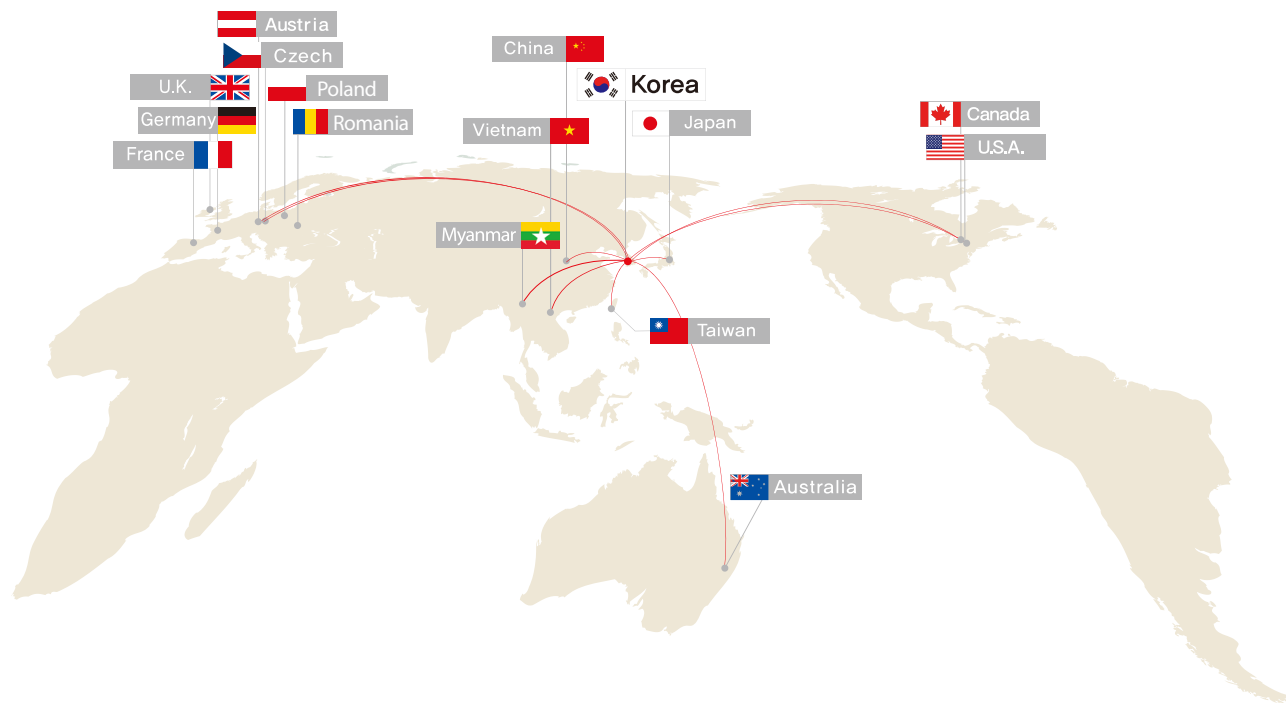 Austria
Czech
U.K.
Poland
Germany
Romania
France
China
Korea
Vietnam
Japan
Canada
U.S.A.
Myanmar
Taiwan
Australia